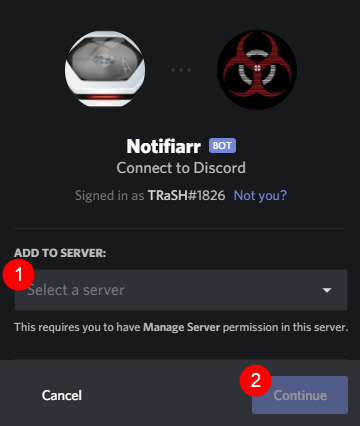 Notifiarr BOT
Connect to Discord
Signed in as TRaSH#1826 Not you?
ADD TO SERVER:
1
Select a server
This requires you to have Manage Server permission in this server.
2
Cancel Continue